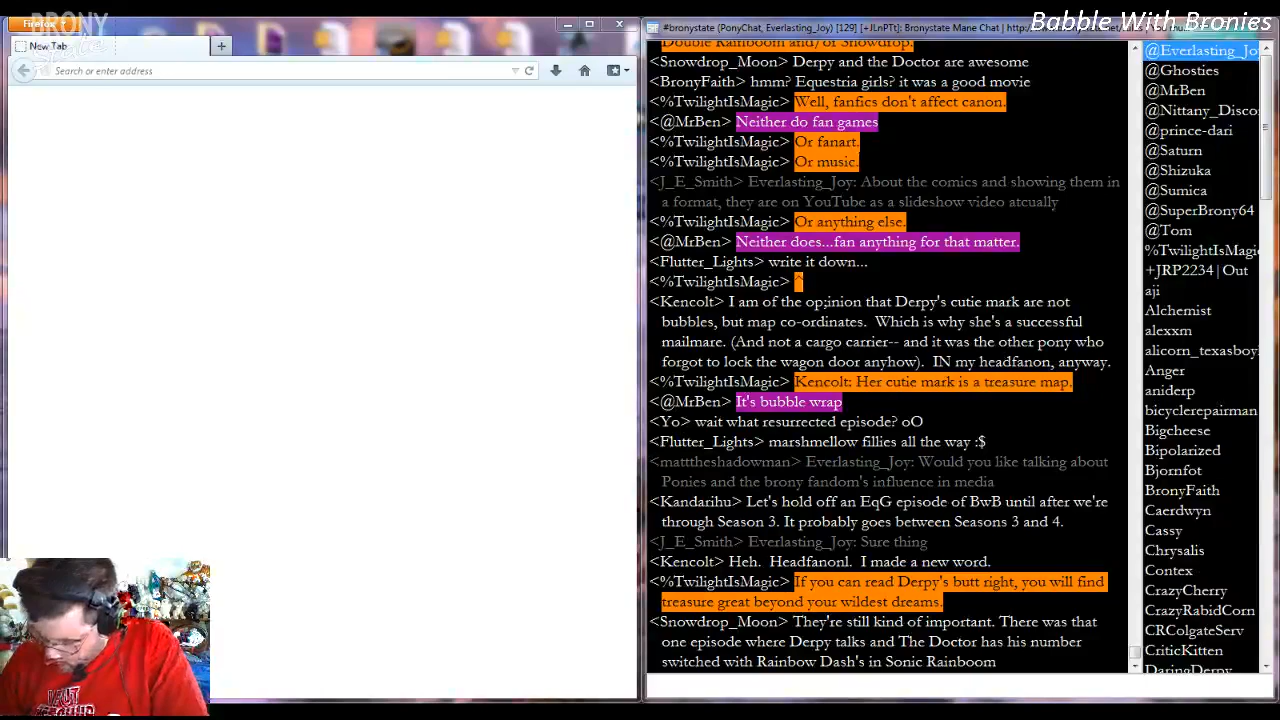 BRONY
State
Babble With Bronies
Firefox
New Tab
Search or enter address
#bronystate (PonyChat, Everlasting_Joy) [129] [+JLnPTt]: Bronystate Mane Chat | http://
Double Rainboom and/or Snowdrop.
<Snowdrop_Moon> Derpy and the Doctor are awesome
<BronyFaith> hmm? Equestria girls? it was a good movie
<%TwilightIsMagic> Well, fanfics don't affect canon.
<@MrBen> Neither do fan games
<%TwilightIsMagic> Or fanart.
<%TwilightIsMagic> Or music.
<J_E_Smith> Everlasting_Joy: About the comics and showing them in
a format, they are on YouTube as a slideshow video atcually
<%TwilightIsMagic> Or anything else.
<@MrBen> Neither does...fan anything for that matter.
<Flutter_Lights> write it down...
<%TwilightIsMagic> ^
<Kencolt> I am of the op;inion that Derpy's cutie mark are not
bubbles, but map co-ordinates. Which is why she's a successful
mailmare. (And not a cargo carrier-- and it was the other pony who
forgot to lock the wagon door anyhow). IN my headfanon, anyway.
<%TwilightIsMagic> Kencolt: Her cutie mark is a treasure map.
<@MrBen> It's bubble wrap
<Yo> wait what resurrected episode? oO
<Flutter_Lights> marshmellow fillies all the way :$
<matttheshadowman> Everlasting_Joy: Would you like talking about
Ponies and the brony fandom's influence in media
<Kandarihu> Let's hold off an EqG episode of BwB until after we're
through Season 3. It probably goes between Seasons 3 and 4.
<J_E_Smith> Everlasting_Joy: Sure thing
<Kencolt> Heh. Headfanonl. I made a new word.
<%TwilightIsMagic> If you can read Derpy's butt right, you will find
treasure great beyond your wildest dreams.
<Snowdrop_Moon> They're still kind of important. There was that
one episode where Derpy talks and The Doctor has his number
switched with Rainbow Dash's in Sonic Rainboom
@Everlasting_Jo
@Ghosties
@MrBen
@Nittany_Disco
@prince-dari
@Saturn
@Shizuka
@Sumica
@SuperBrony64
@Tom
%TwilightIsMagic
+JRP2234|Out
aji
Alchemist
alexxm
alicorn_texasboy
Anger
aniderp
bicyclerepairman
Bigcheese
Bipolarized
Bjornfot
BronyFaith
Caerdwyn
Cassy
Chrysalis
Contex
CrazyCherry
CrazyRabidCorn
CRColgateServ
CriticKitten
DaringDerpy